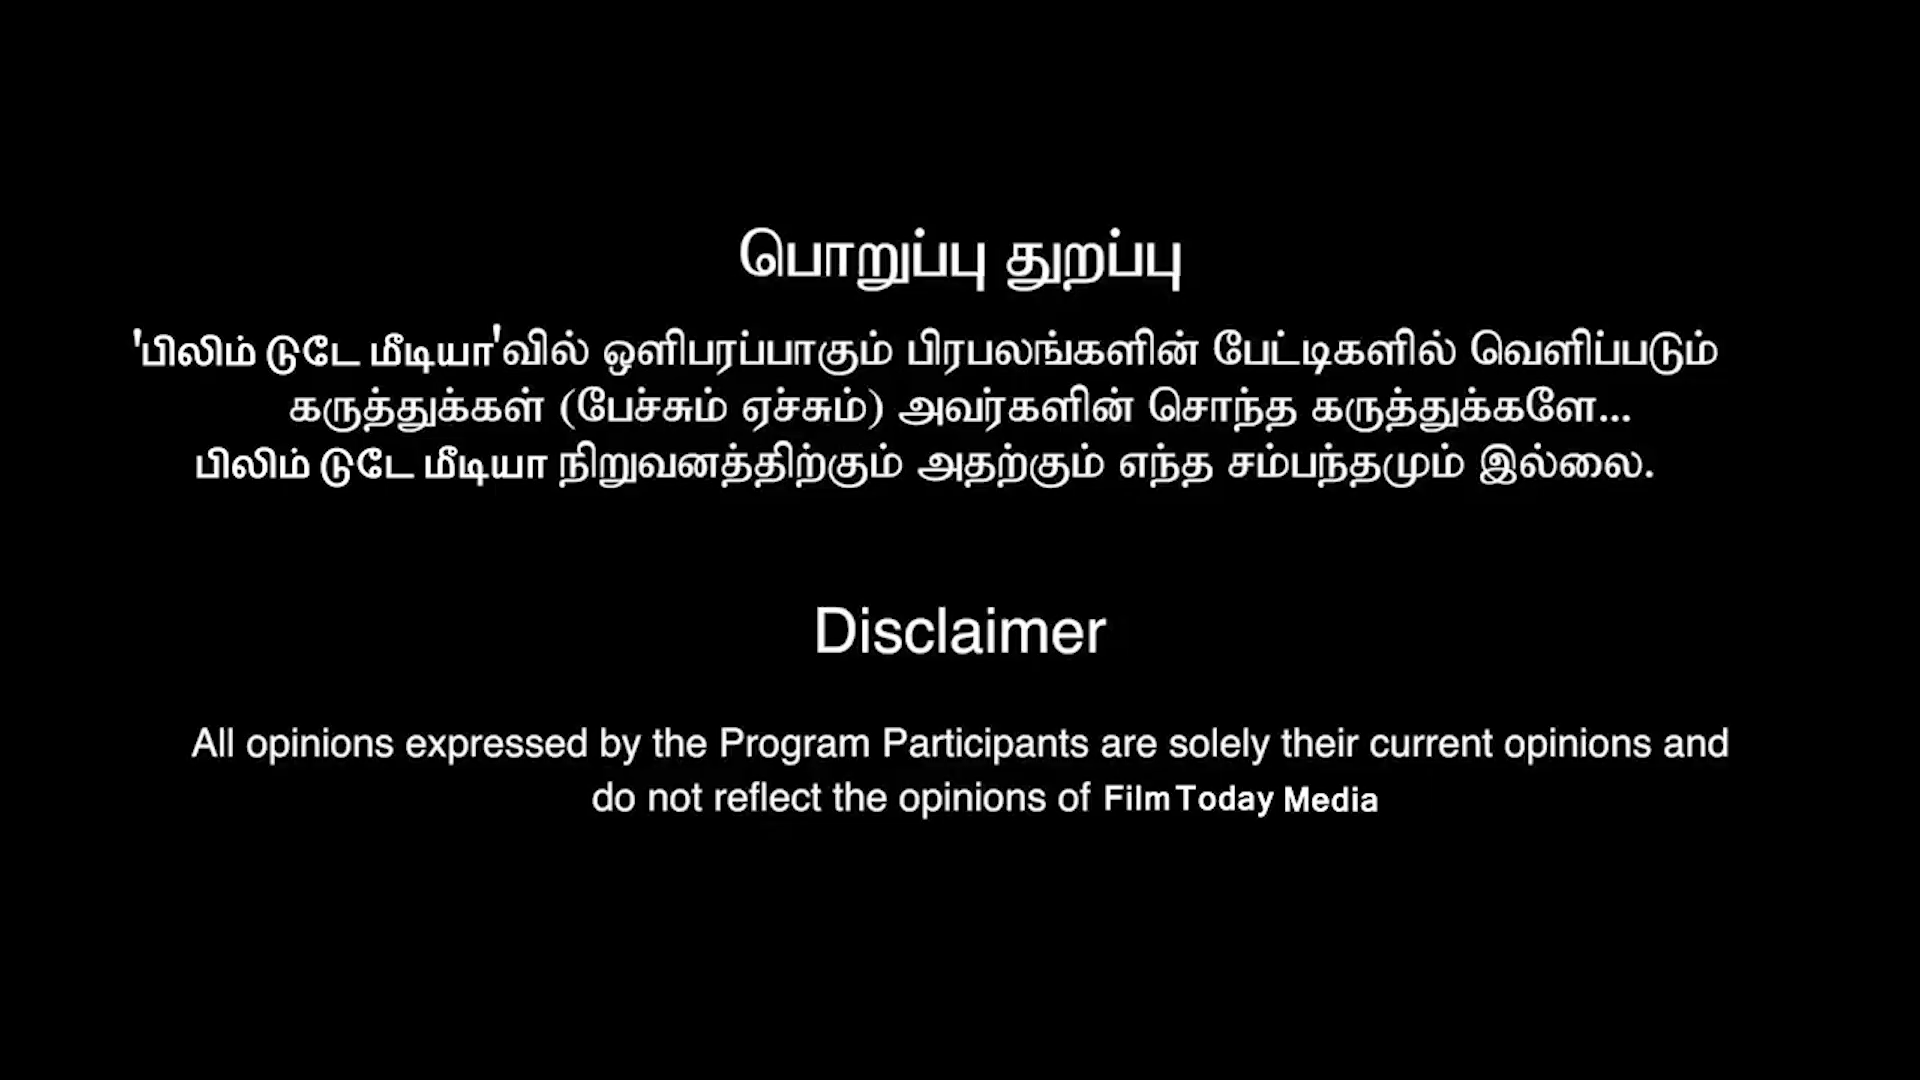 பொறுப்பு துறப்பு
'பிலிம் டுடே மீடியா'வில் ஒளிபரப்பாகும் பிரபலங்களின் பேட்டிகளில் வெளிப்படும்
கருத்துக்கள் (பேச்சும் ஏச்சும்) அவர்களின் சொந்த கருத்துக்களே...
பிலிம் டுடே மீடியா நிறுவனத்திற்கும் அதற்கும் எந்த சம்பந்தமும் இல்லை.
Disclaimer
All opinions expressed by the Program Participants are solely their current opinions and
do not reflect the opinions of Film Today Media